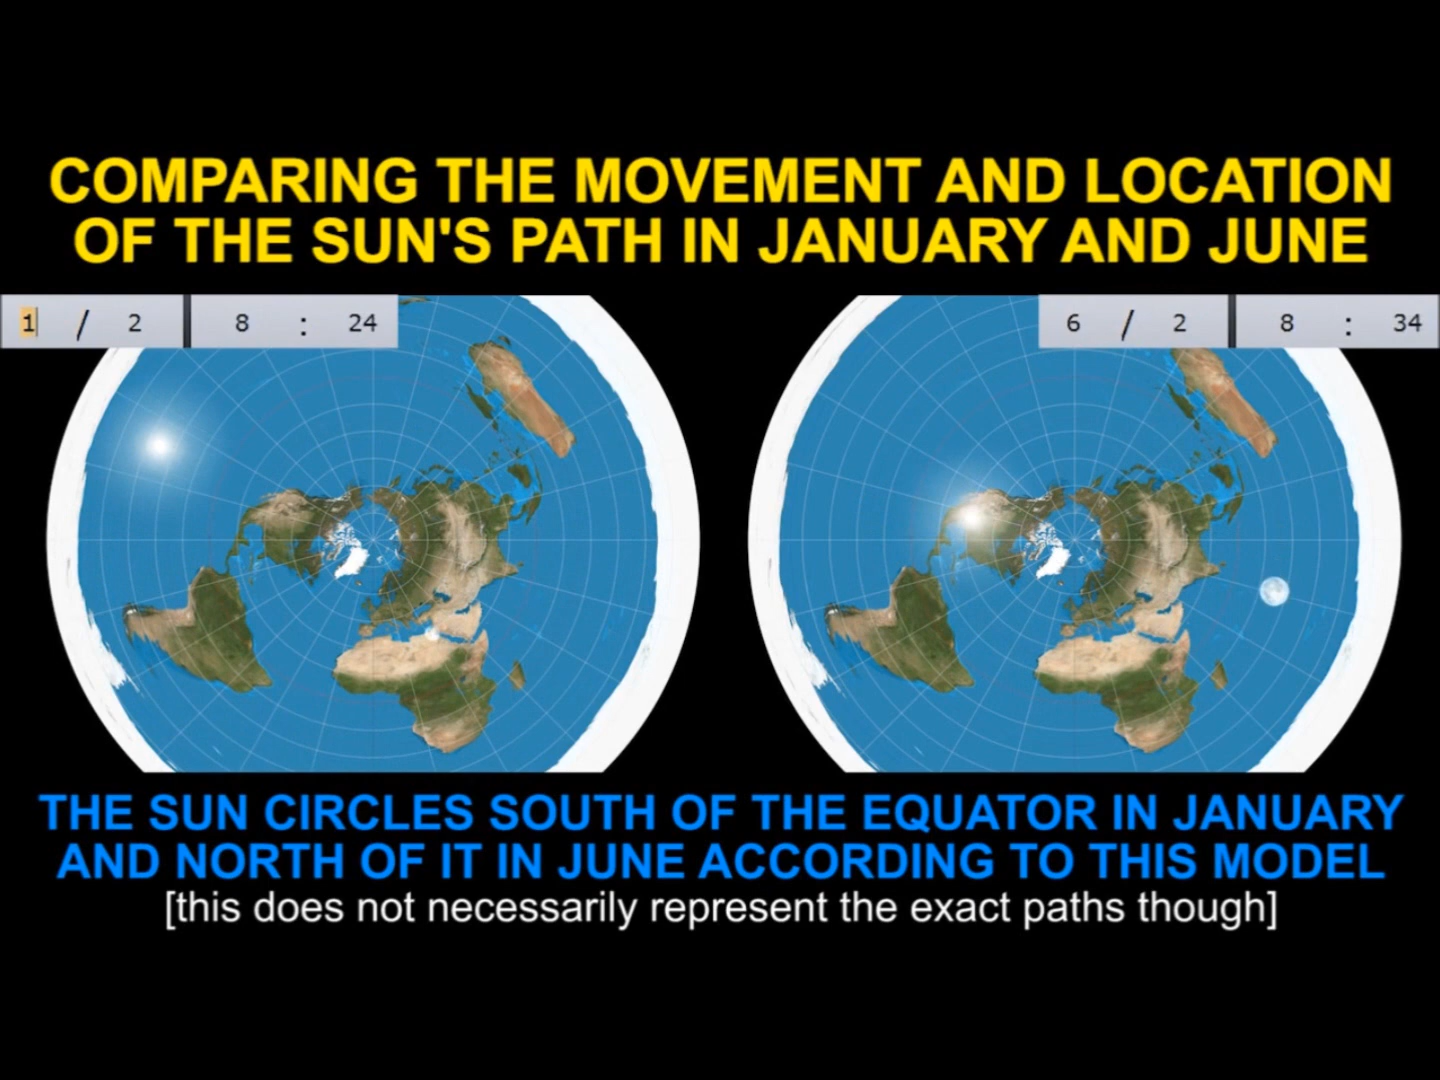 COMPARING THE MOVEMENT AND LOCATION
OF THE SUN'S PATH IN JANUARY AND JUNE
1 / 2 8 : 24
6 / 2 8 : 34
THE SUN CIRCLES SOUTH OF THE EQUATOR IN JANUARY
AND NORTH OF IT IN JUNE ACCORDING TO THIS MODEL
[this does not necessarily represent the exact paths though]